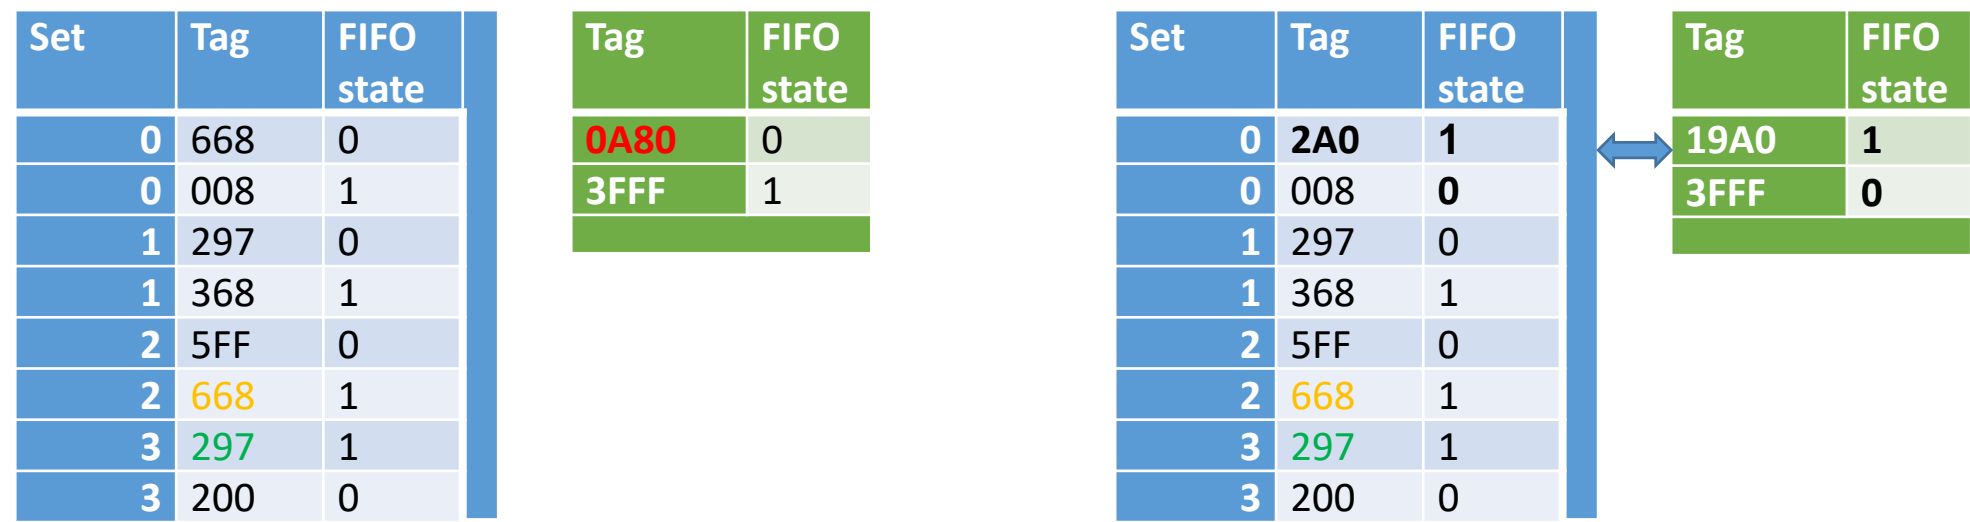 Set Tag FIFO state
0 668 0
0 008 1
1 297 0
1 368 1
2 5FF 0
2 668 1
3 297 1
3 200 0
Tag FIFO state
0A80 0
3FFF 1
Set Tag FIFO state
0 2A0 1
0 008 0
1 297 0
1 368 1
2 5FF 0
2 668 1
3 297 1
3 200 0
Tag FIFO state
19A0 1
3FFF 0